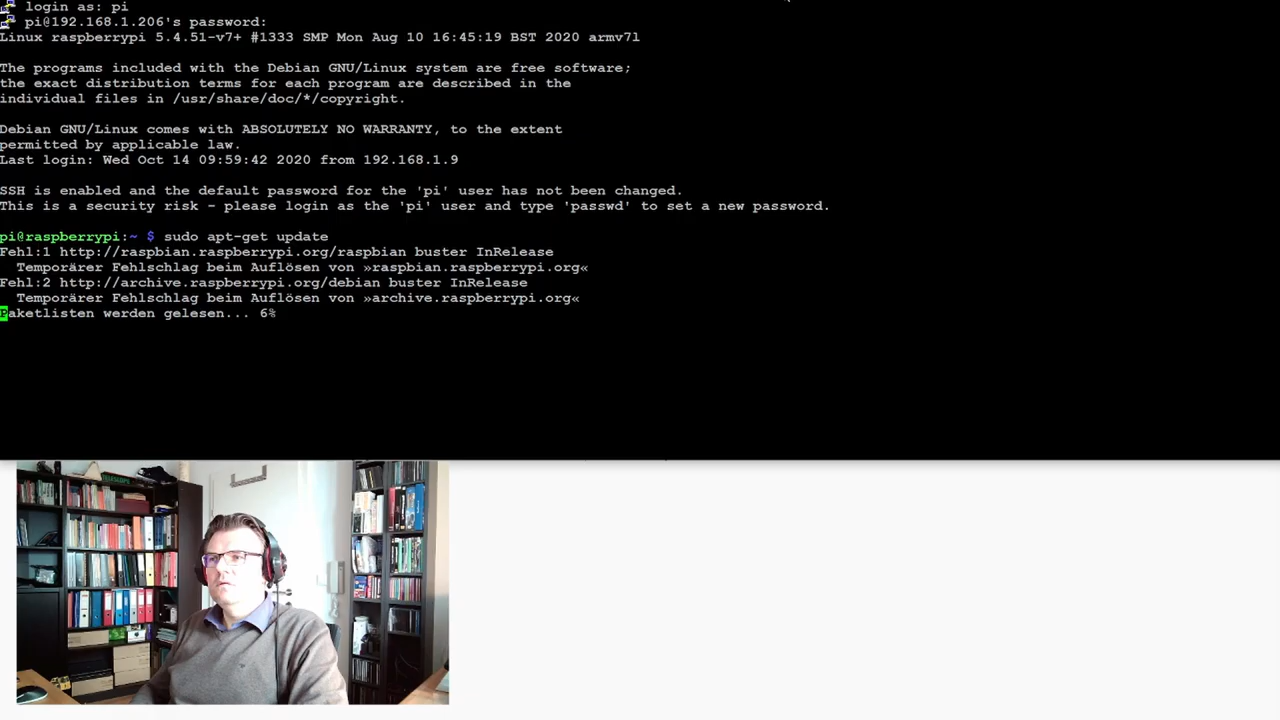 login as: pi
pi@192.168.1.206's password:
Linux raspberrypi 5.4.51-v7+ #1333 SMP Mon Aug 10 16:45:19 BST 2020 armv7l
The programs included with the Debian GNU/Linux system are free software;
the exact distribution terms for each program are described in the
individual files in /usr/share/doc/*/copyright.
Debian GNU/Linux comes with ABSOLUTELY NO WARRANTY, to the extent
permitted by applicable law.
Last login: Wed Oct 14 09:59:42 2020 from 192.168.1.9
SSH is enabled and the default password for the 'pi' user has not been changed.
This is a security risk - please login as the 'pi' user and type 'passwd' to set a new password.
pi@raspberrypi:~ $ sudo apt-get update
Fehl:1 http://raspbian.raspberrypi.org/raspbian buster InRelease
Temporärer Fehlschlag beim Auflösen von »raspbian.raspberrypi.org«
Fehl:2 http://archive.raspberrypi.org/debian buster InRelease
Temporärer Fehlschlag beim Auflösen von »archive.raspberrypi.org«
Paketlisten werden gelesen... 6%